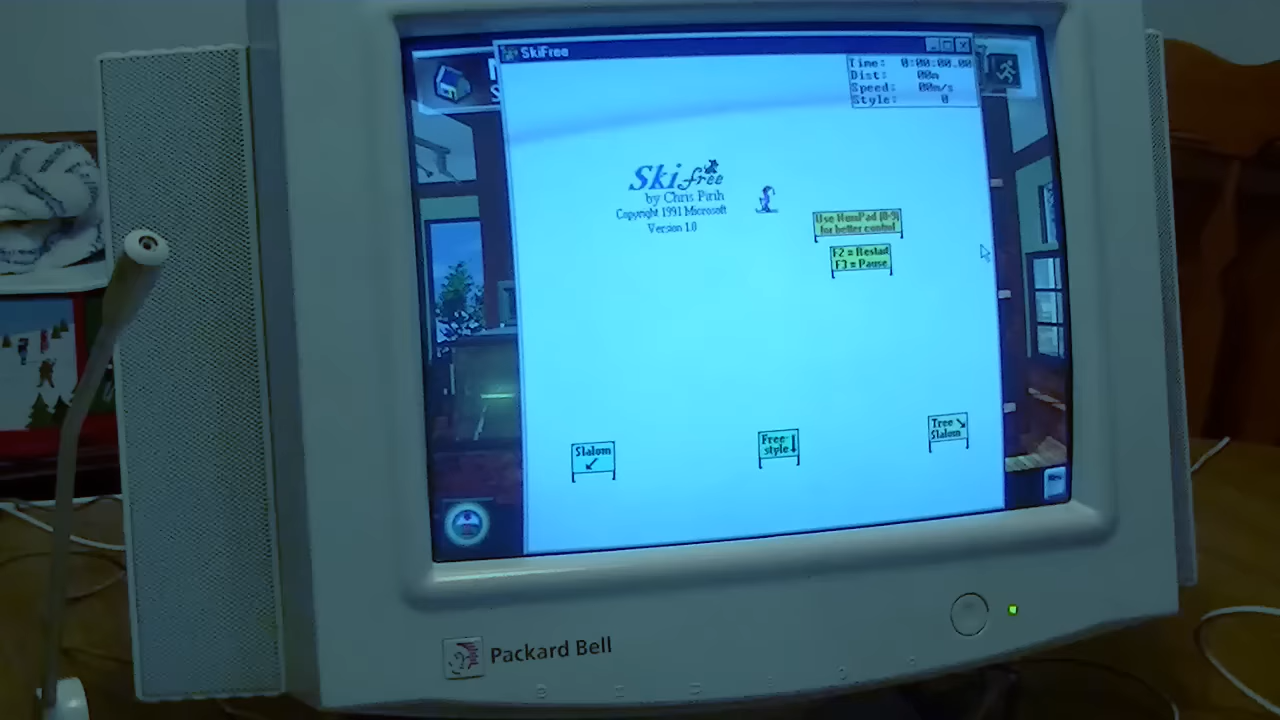 SkiFree
Time: 0:00:00.00
Dist: 00m
Speed: 00m/s
Style: 0
Ski free
by Chris Pirih
Copyright 1991 Microsoft
Version 1.0
Use NumPad (0-9)
for better control
F2 = Restart
F3 = Pause
Slalom
Free-
style
Tree
Slalom
Packard Bell